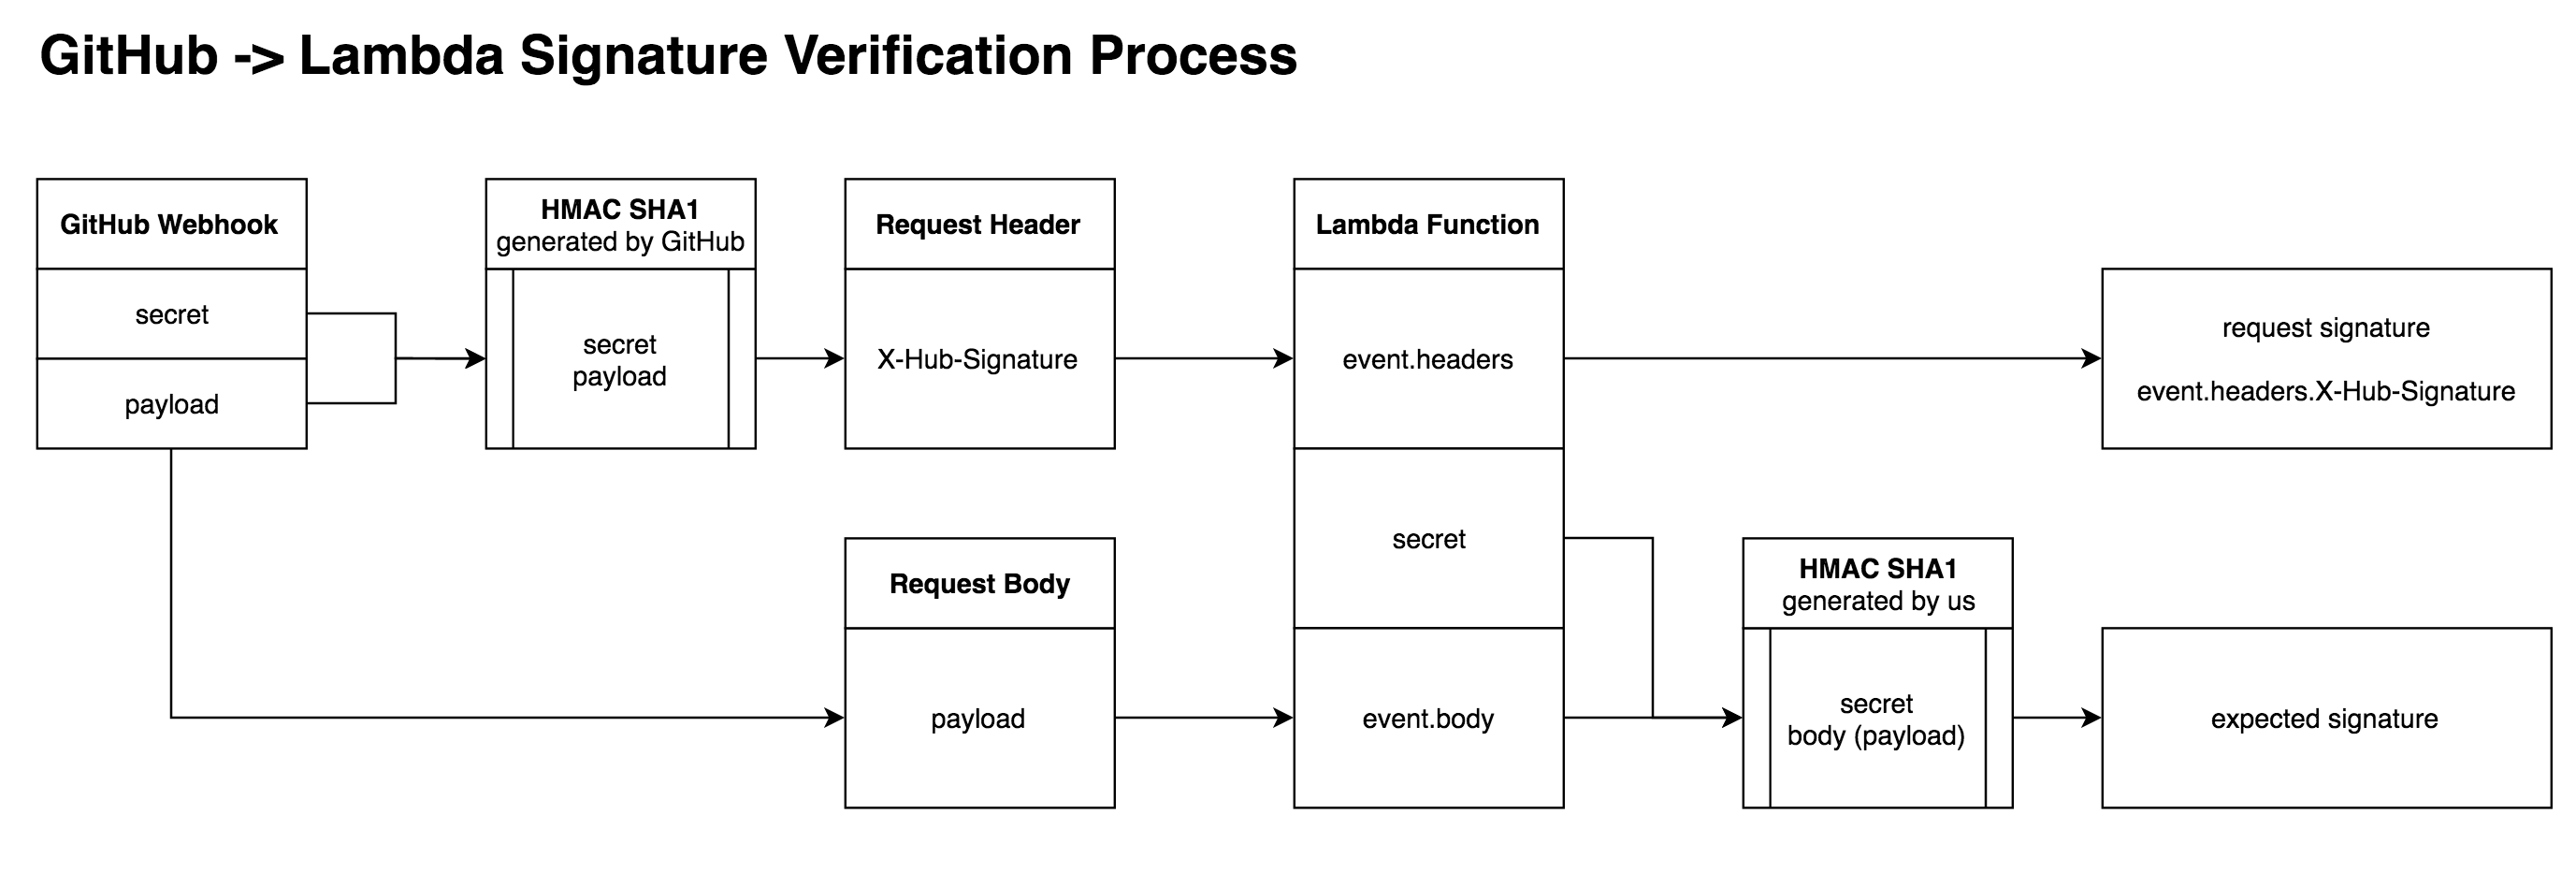 GitHub -> Lambda Signature Verification Process
GitHub Webhook
secret
payload
HMAC SHA1
generated by GitHub
secret
payload
Request Header
X-Hub-Signature
Request Body
payload
Lambda Function
event.headers
secret
event.body
HMAC SHA1
generated by us
secret
body (payload)
request signature
event.headers.X-Hub-Signature
expected signature